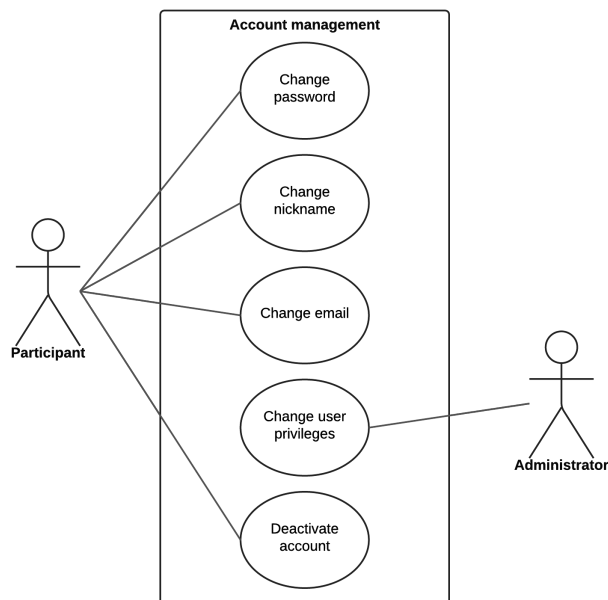 Account management
Change
password
Change
nickname
Change email
Participant
Change user
privileges
Administrator
Deactivate
account